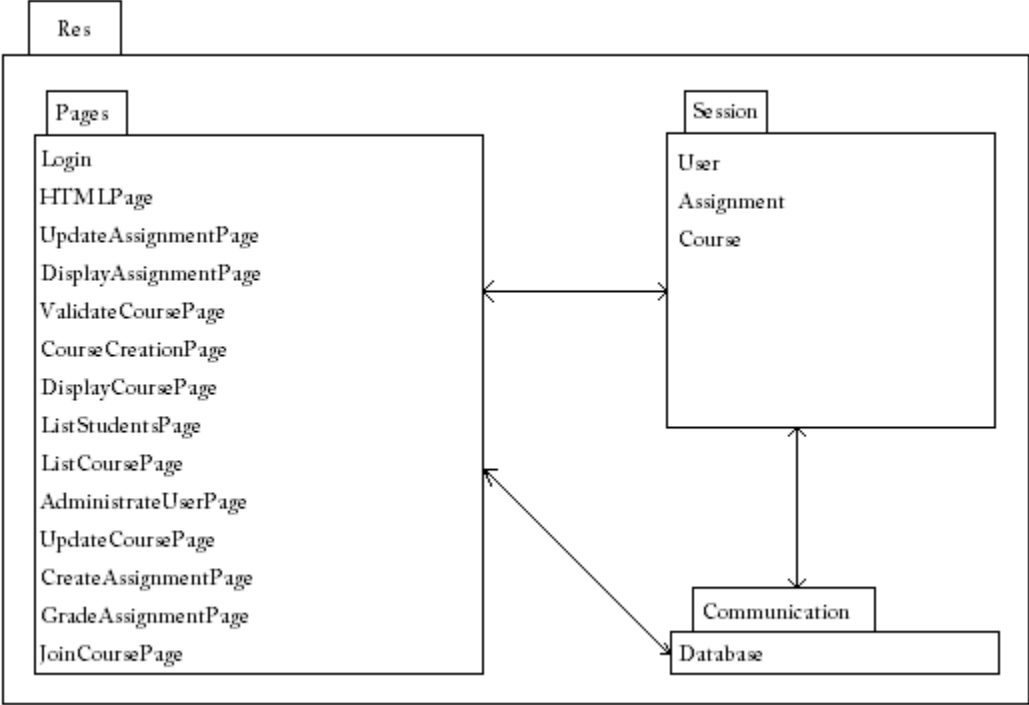 Res
Pages
Login
HTMLPage
UpdateAssignmentPage
DisplayAssignmentPage
ValidateCoursePage
CourseCreationPage
DisplayCoursePage
ListStudentsPage
ListCoursePage
AdministrateUserPage
UpdateCoursePage
CreateAssignmentPage
GradeAssignmentPage
JoinCoursePage
Session
User
Assignment
Course
Communication
Database